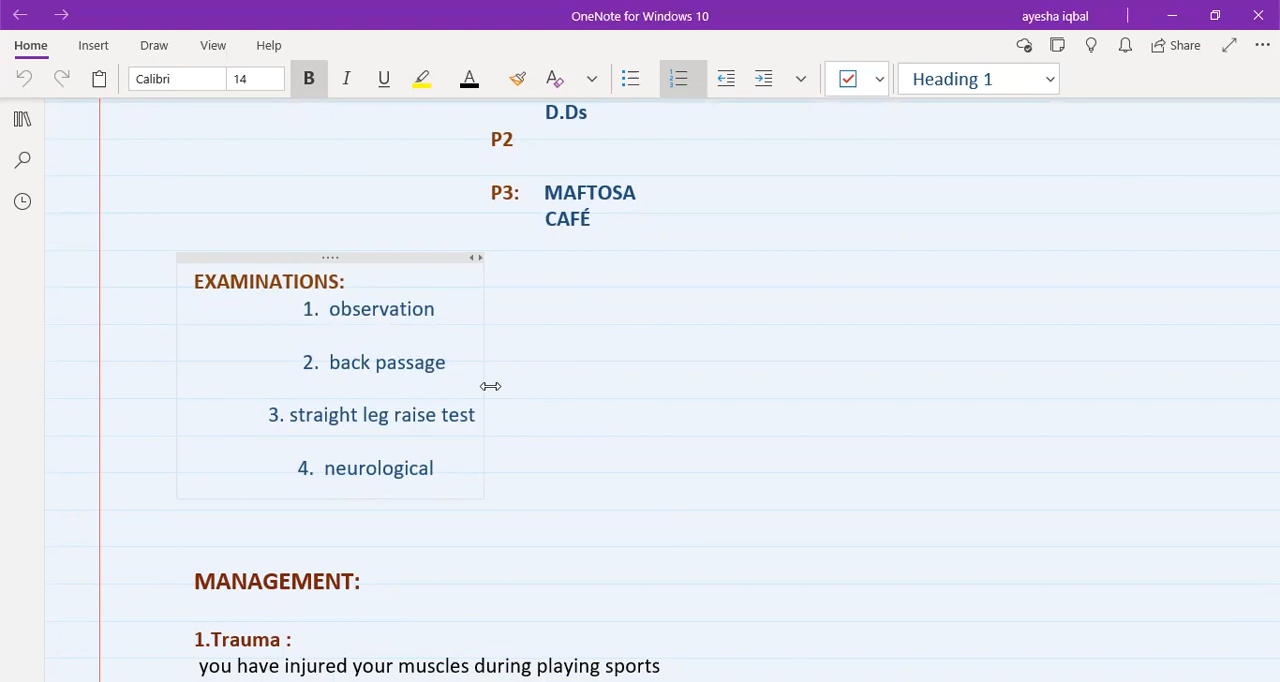 OneNote for Windows 10
ayesha iqbal
Home Insert Draw View Help
Share
Calibri 14 B I U A A Heading 1
D.Ds
P2
P3: MAFTOSA
CAFÉ
EXAMINATIONS:
1. observation
2. back passage
3. straight leg raise test
4. neurological
MANAGEMENT:
1.Trauma :
you have injured your muscles during playing sports